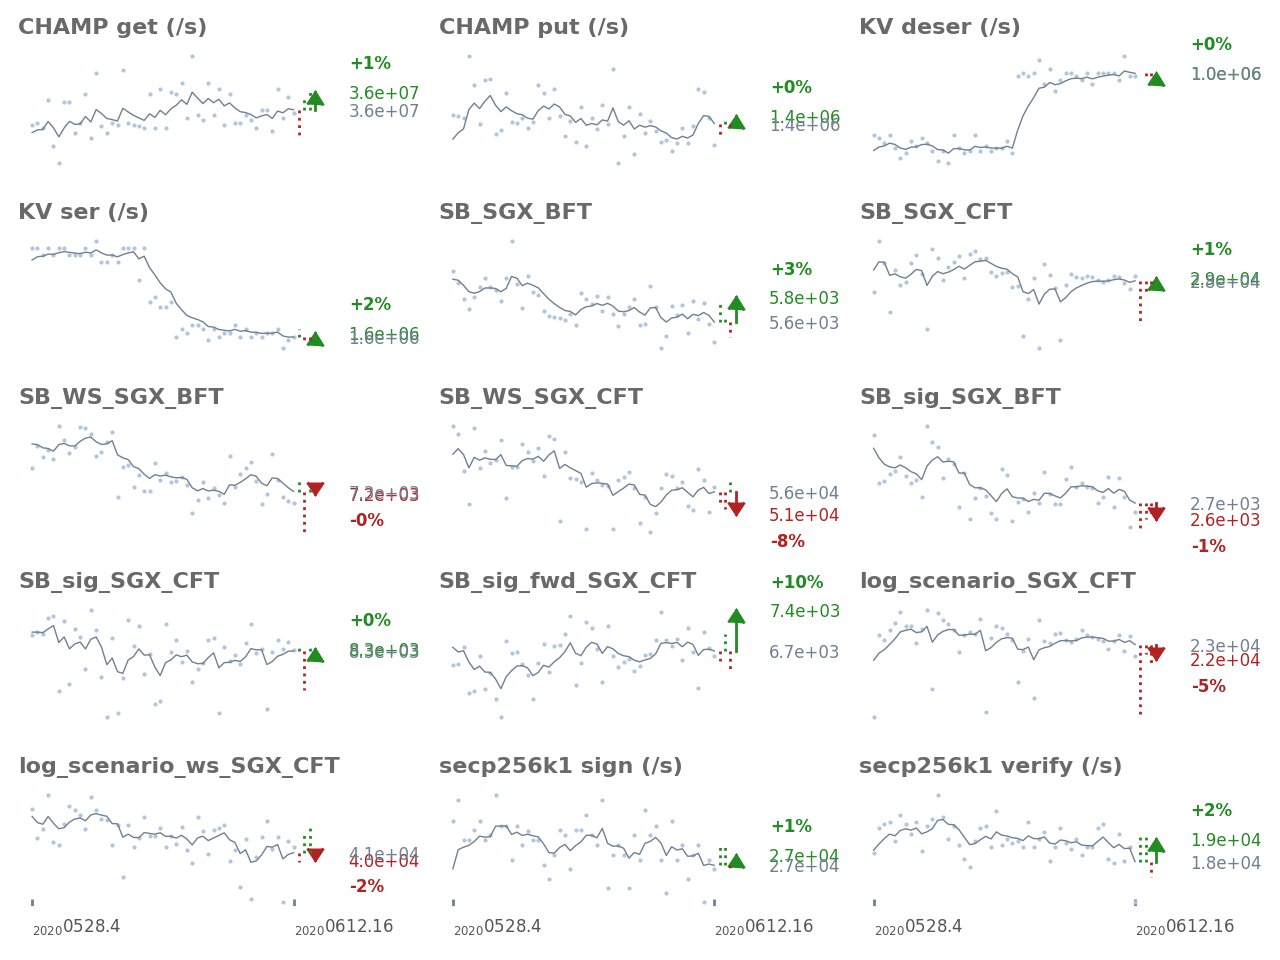 CHAMP get (/s)
+1%
3.6e+07
3.6e+07
CHAMP put (/s)
+0%
1.4e+06
1.4e+06
KV deser (/s)
+0%
1.0e+06
KV ser (/s)
+2%
1.6e+06
1.6e+06
SB_SGX_BFT
+3%
5.8e+03
5.6e+03
SB_SGX_CFT
+1%
2.9e+04
2.8e+04
SB_WS_SGX_BFT
7.2e+03
7.2e+03
-0%
SB_WS_SGX_CFT
5.6e+04
5.1e+04
-8%
SB_sig_SGX_BFT
2.7e+03
2.6e+03
-1%
SB_sig_SGX_CFT
+0%
8.3e+03
8.3e+03
SB_sig_fwd_SGX_CFT
+10%
7.4e+03
6.7e+03
log_scenario_SGX_CFT
2.3e+04
2.2e+04
-5%
log_scenario_ws_SGX_CFT
4.1e+04
4.0e+04
-2%
secp256k1 sign (/s)
+1%
2.7e+04
2.7e+04
secp256k1 verify (/s)
+2%
1.9e+04
1.8e+04
20200528.4
20200612.16
20200528.4
20200612.16
20200528.4
20200612.16